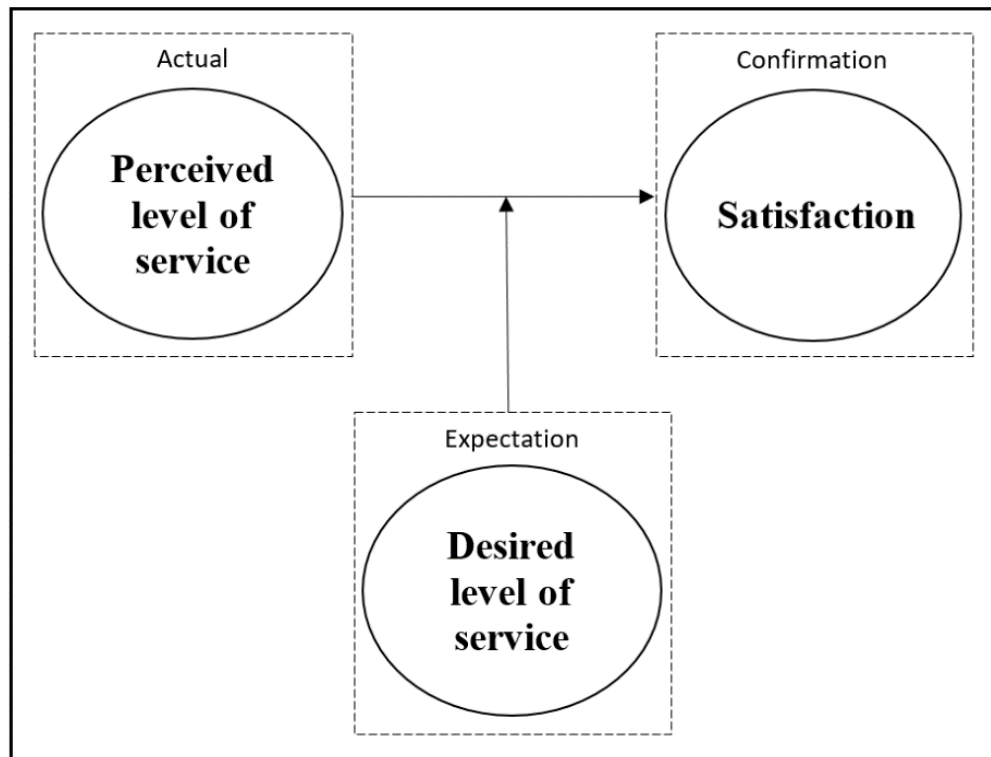 Actual
Perceived
level of
service
Confirmation
Satisfaction
Expectation
Desired
level of
service